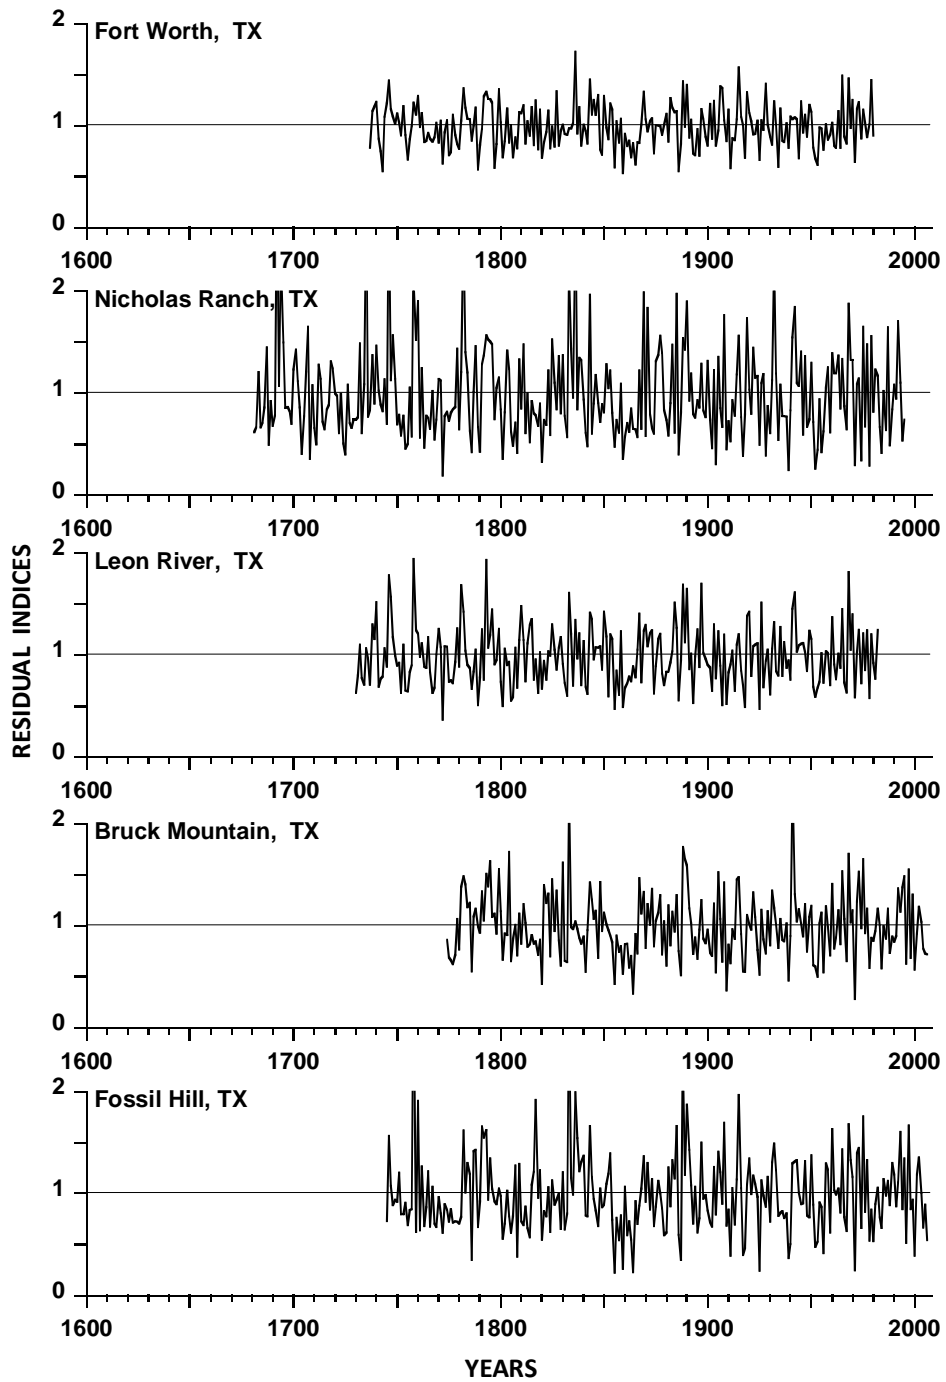 2
Fort Worth, TX
1
0
1600 1700 1800 1900 2000
2
Nicholas Ranch, TX
1
0
1600 1700 1800 1900 2000
2
Leon River, TX
1
0
1600 1700 1800 1900 2000
2
Bruck Mountain, TX
1
0
1600 1700 1800 1900 2000
2
Fossil Hill, TX
1
0
1600 1700 1800 1900 2000
RESIDUAL INDICES
YEARS